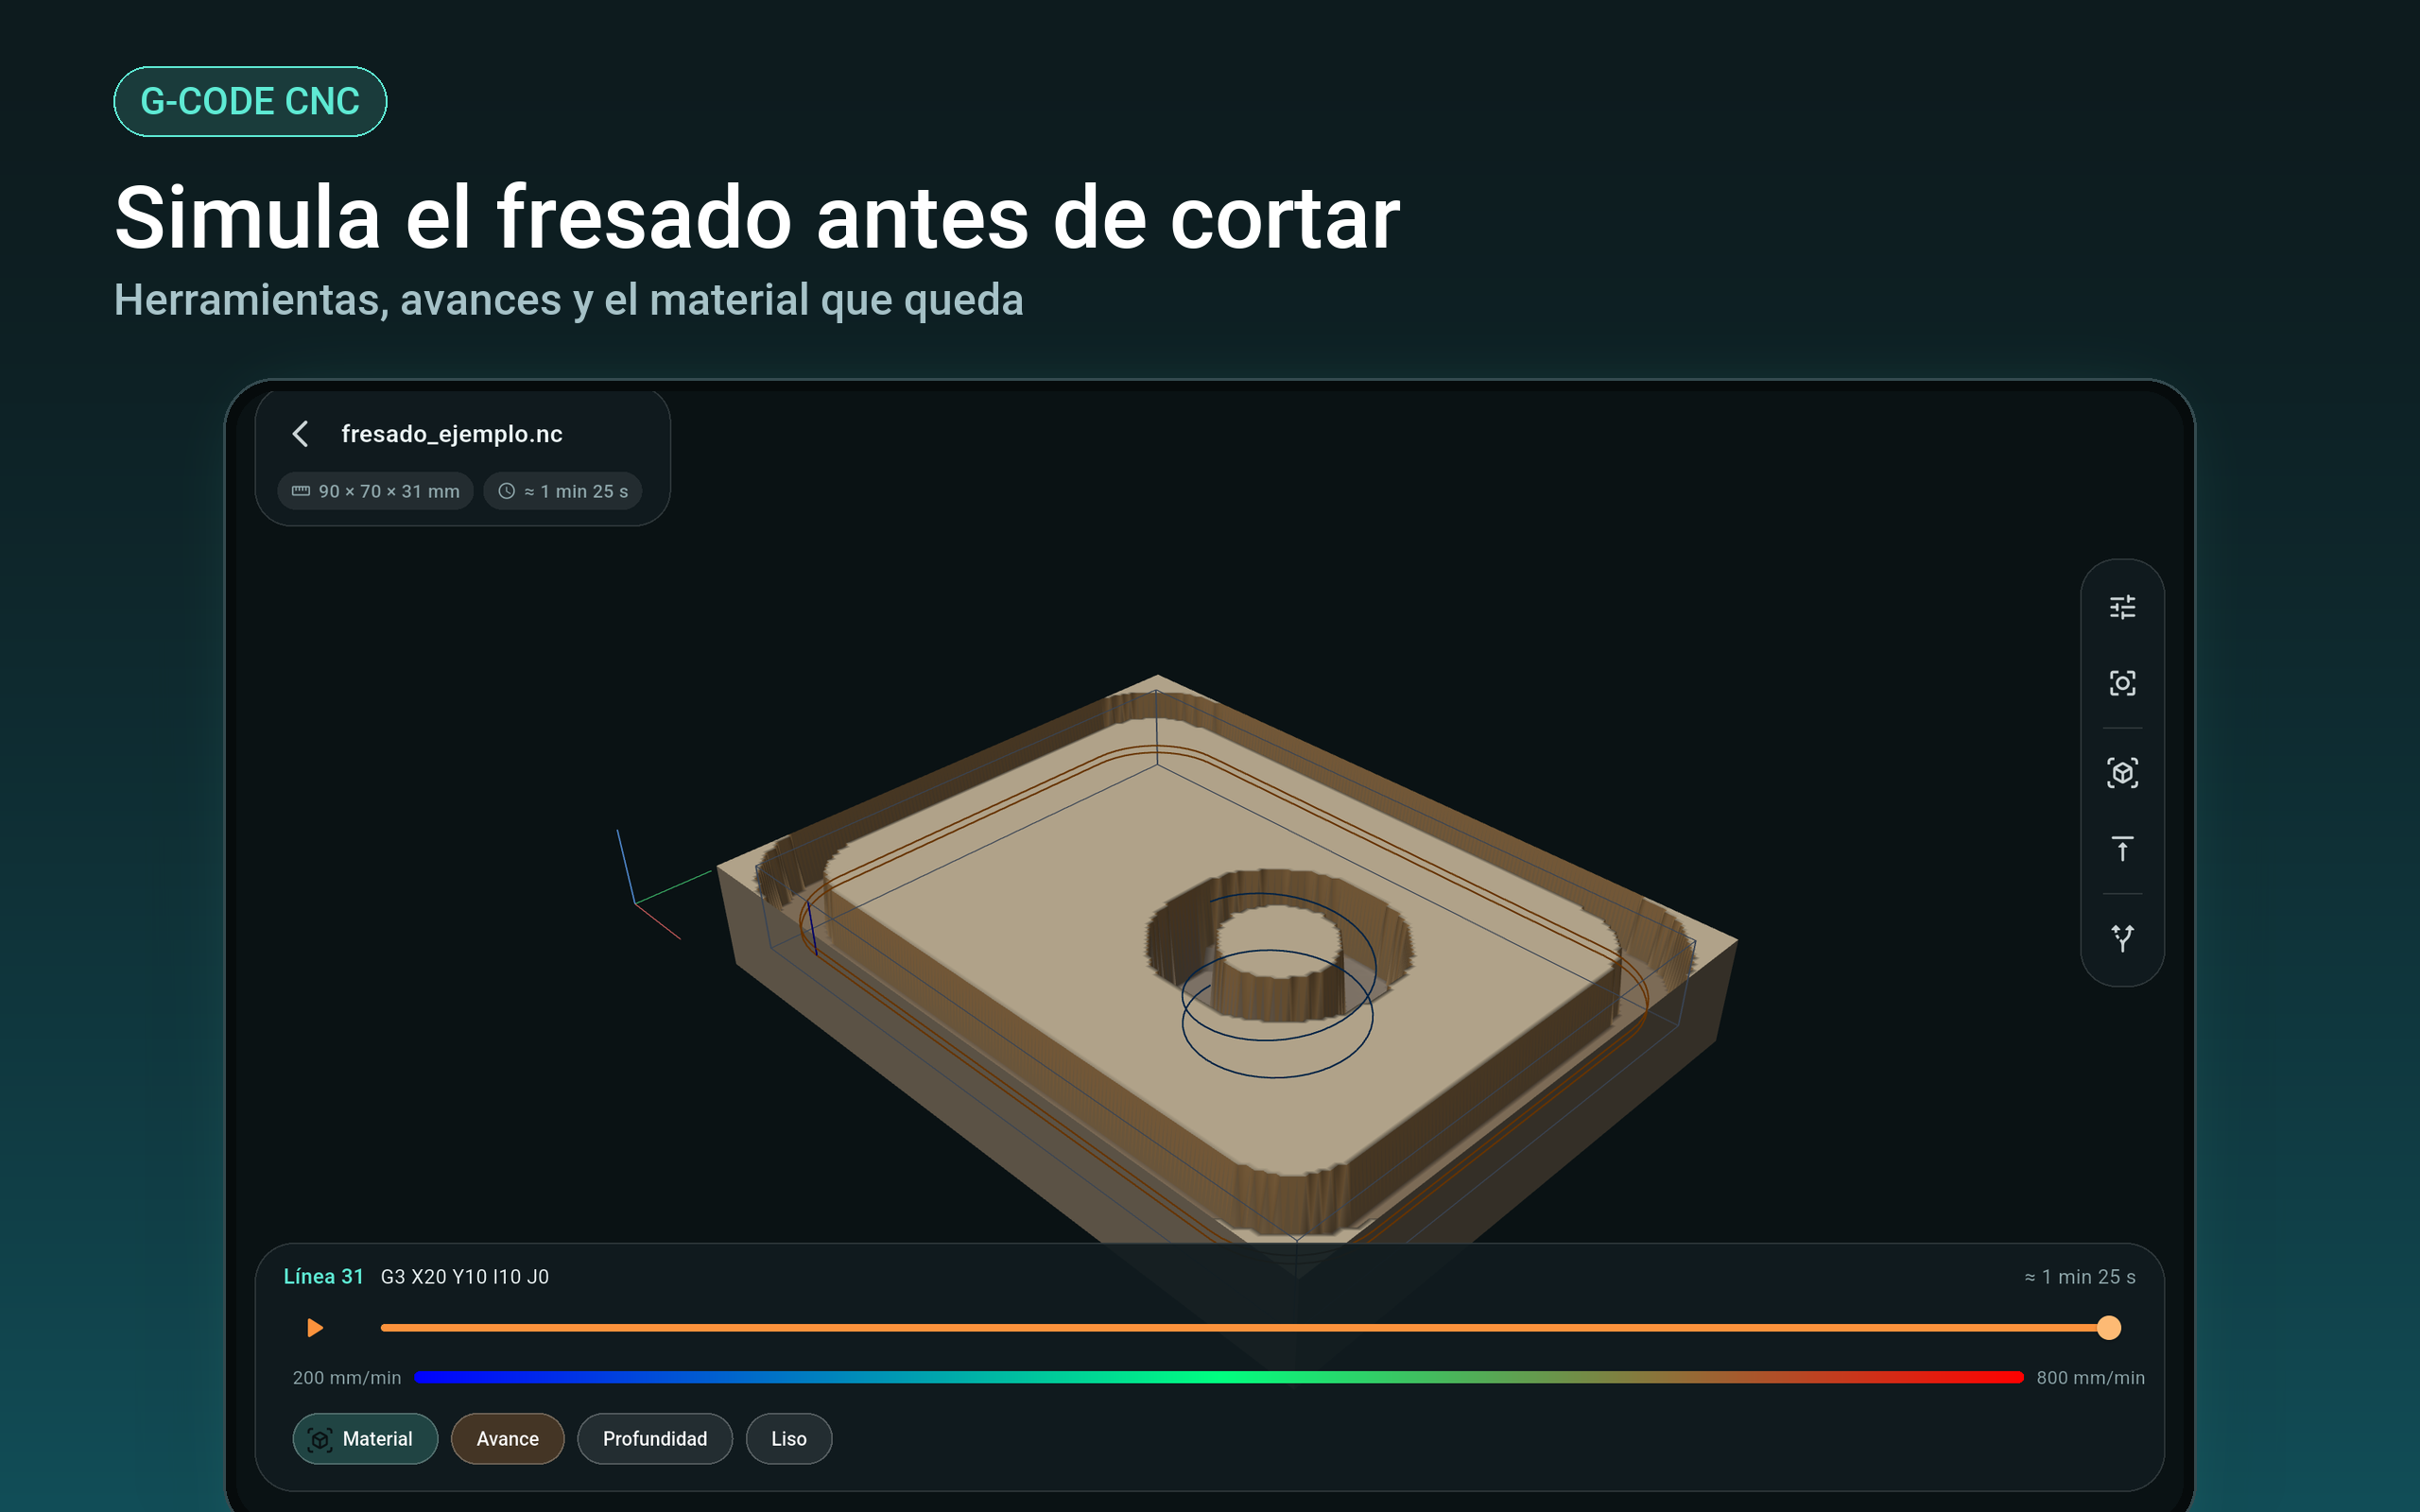 G-CODE CNC
Simula el fresado antes de cortar
Herramientas, avances y el material que queda
fresado_ejemplo.nc
90 × 70 × 31 mm ≈ 1 min 25 s
Línea 31 G3 X20 Y10 I10 J0 ≈ 1 min 25 s
200 mm/min 800 mm/min
Material Avance Profundidad Liso